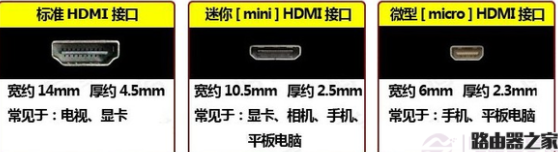 标准 HDMI 接口
宽约 14mm 厚约 4.5mm
常见于：电视、显卡
迷你 [ mini ] HDMI 接口
宽约 10.5mm 厚约 2.5mm
常见于：显卡、相机、手机、
平板电脑
微型 [ micro ] HDMI 接口
宽约 6mm 厚约 2.3mm
常见于：手机、平板电脑
路由器之家